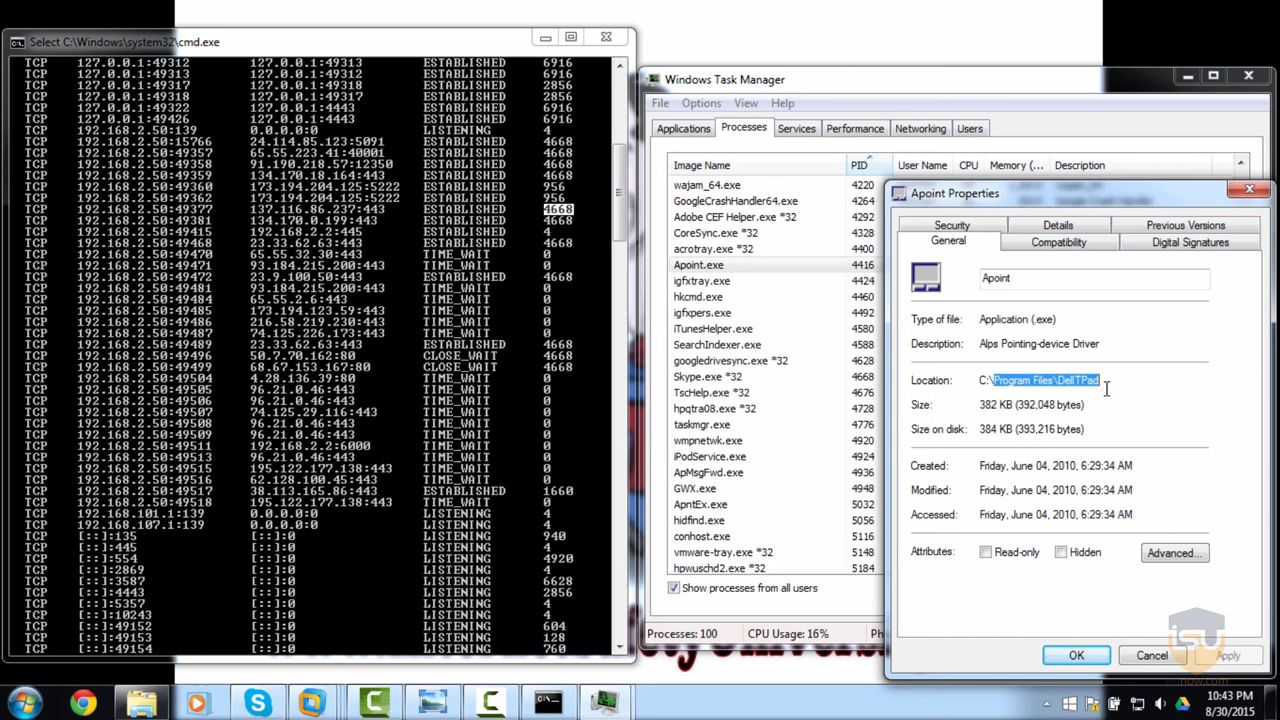 Select C:\Windows\system32\cmd.exe
TCP 127.0.0.1:49312 127.0.0.1:49313 ESTABLISHED 6916
TCP 127.0.0.1:49313 127.0.0.1:49312 ESTABLISHED 6916
TCP 127.0.0.1:49317 127.0.0.1:49318 ESTABLISHED 2856
TCP 127.0.0.1:49318 127.0.0.1:49317 ESTABLISHED 2856
TCP 127.0.0.1:49322 127.0.0.1:4443 ESTABLISHED 6916
TCP 127.0.0.1:49426 127.0.0.1:4443 ESTABLISHED 6916
TCP 192.168.2.50:139 0.0.0.0:0 LISTENING 4
TCP 192.168.2.50:15766 24.114.85.123:5091 ESTABLISHED 4668
TCP 192.168.2.50:49357 65.55.223.41:40001 ESTABLISHED 4668
TCP 192.168.2.50:49358 91.190.218.57:12350 ESTABLISHED 4668
TCP 192.168.2.50:49359 134.170.18.164:443 ESTABLISHED 4668
TCP 192.168.2.50:49360 173.194.204.125:5222 ESTABLISHED 956
TCP 192.168.2.50:49362 173.194.204.125:5222 ESTABLISHED 956
TCP 192.168.2.50:49377 137.116.86.237:443 ESTABLISHED 4668
TCP 192.168.2.50:49379 134.170.0.193:443 ESTABLISHED 4668
TCP 192.168.2.50:49415 192.168.2.2:445 ESTABLISHED 4
TCP 192.168.2.50:49468 23.33.62.63:443 ESTABLISHED 4668
TCP 192.168.2.50:49470 65.55.32.30:443 TIME_WAIT 0
TCP 192.168.2.50:49471 93.184.215.200:443 TIME_WAIT 0
TCP 192.168.2.50:49472 23.9.100.56:443 ESTABLISHED 4668
TCP 192.168.2.50:49481 93.184.215.200:443 TIME_WAIT 0
TCP 192.168.2.50:49484 65.55.2.6:443 TIME_WAIT 0
TCP 192.168.2.50:49485 173.194.123.59:443 TIME_WAIT 0
TCP 192.168.2.50:49486 216.58.219.230:443 TIME_WAIT 0
TCP 192.168.2.50:49487 74.125.226.173:443 TIME_WAIT 0
TCP 192.168.2.50:49489 23.33.62.63:443 ESTABLISHED 4668
TCP 192.168.2.50:49496 50.7.70.162:80 CLOSE_WAIT 4668
TCP 192.168.2.50:49498 68.67.153.167:80 CLOSE_WAIT 4668
TCP 192.168.2.50:49504 4.28.136.39:80 TIME_WAIT 0
TCP 192.168.2.50:49505 96.21.0.46:443 TIME_WAIT 0
TCP 192.168.2.50:49506 96.21.0.46:443 TIME_WAIT 0
TCP 192.168.2.50:49507 74.125.29.116:443 TIME_WAIT 0
TCP 192.168.2.50:49508 96.21.0.46:443 TIME_WAIT 0
TCP 192.168.2.50:49509 96.21.0.46:443 TIME_WAIT 0
TCP 192.168.2.50:49511 192.168.2.2:6000 TIME_WAIT 0
TCP 192.168.2.50:49514 96.21.0.46:443 TIME_WAIT 0
TCP 192.168.2.50:49515 195.122.177.138:443 TIME_WAIT 0
TCP 192.168.2.50:49516 62.128.100.45:443 TIME_WAIT 0
TCP 192.168.2.50:49517 38.113.165.86:443 ESTABLISHED 1660
TCP 192.168.2.50:49518 195.122.177.138:443 TIME_WAIT 0
TCP 192.168.101.1:139 0.0.0.0:0 LISTENING 4
TCP 192.168.107.1:139 0.0.0.0:0 LISTENING 4
TCP [::]:135 [::]:0 LISTENING 940
TCP [::]:445 [::]:0 LISTENING 4
TCP [::]:554 [::]:0 LISTENING 4920
TCP [::]:2869 [::]:0 LISTENING 4
TCP [::]:3587 [::]:0 LISTENING 6628
TCP [::]:4443 [::]:0 LISTENING 2856
TCP [::]:5357 [::]:0 LISTENING 4
TCP [::]:10243 [::]:0 LISTENING 4
TCP [::]:49152 [::]:0 LISTENING 604
TCP [::]:49153 [::]:0 LISTENING 128
TCP [::]:49154 [::]:0 LISTENING 760
Windows Task Manager
File Options View Help
Applications Processes Services Performance Networking Users
Image Name PID User Name CPU Memory (... Description
wajam_64.exe 4220
GoogleCrashHandler64.exe 4264
Adobe CEF Helper.exe *32 4292
CoreSync.exe *32 4328
acrotray.exe *32 4400
Apoint.exe 4416
igfxtray.exe 4424
hkcmd.exe 4460
igfxpers.exe 4492
iTunesHelper.exe 4580
SearchIndexer.exe 4588
googledrivesync.exe *32 4628
Skype.exe *32 4668
TscHelp.exe *32 4676
hpqtra08.exe *32 4728
taskmgr.exe 4776
wmpnetwk.exe 4920
iPodService.exe 4924
ApMsgFwd.exe 4936
GWX.exe 4948
ApntEx.exe 5032
hidfind.exe 5056
conhost.exe 5116
vmware-tray.exe *32 5148
hpwuschd2.exe *32 5184
Show processes from all users
Processes: 100 CPU Usage: 16% Ph
Apoint Properties
Security Details Previous Versions
General Compatibility Digital Signatures
Apoint
Type of file: Application (.exe)
Description: Alps Pointing-device Driver
Location: C:\Program Files\DellTPad
Size: 382 KB (392,048 bytes)
Size on disk: 384 KB (393,216 bytes)
Created: Friday, June 04, 2010, 6:29:34 AM
Modified: Friday, June 04, 2010, 6:29:34 AM
Accessed: Friday, June 04, 2010, 6:29:34 AM
Attributes: Read-only Hidden Advanced...
OK Cancel Apply
isu
10:43 PM
8/30/2015